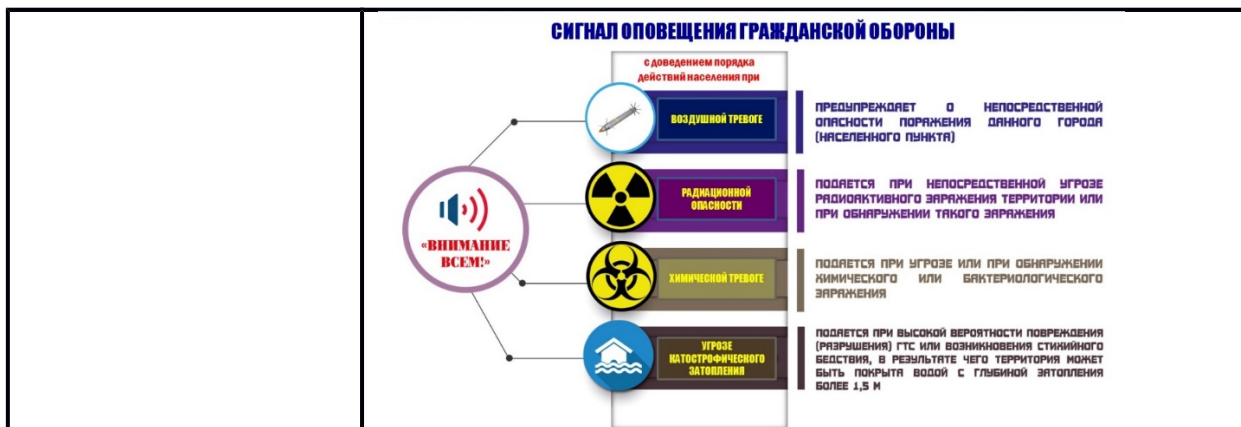 СИГНАЛ ОПОВЕЩЕНИЯ ГРАЖДАНСКОЙ ОБОРОНЫ
с доведением порядка
действий населения при
«ВНИМАНИЕ
ВСЕМ!»
ВОЗДУШНОЙ ТРЕВОГЕ
ПРЕДУПРЕЖДАЕТ О НЕПОСРЕДСТВЕННОЙ
ОПАСНОСТИ ПОРАЖЕНИЯ ДАННОГО ГОРОДА
(НАСЕЛЕННОГО ПУНКТА)
РАДИАЦИОННОЙ
ОПАСНОСТИ
ПОДАЕТСЯ ПРИ НЕПОСРЕДСТВЕННОЙ УГРОЗЕ
РАДИОАКТИВНОГО ЗАРАЖЕНИЯ ТЕРРИТОРИИ ИЛИ
ПРИ ОБНАРУЖЕНИИ ТАКОГО ЗАРАЖЕНИЯ
ХИМИЧЕСКОЙ ТРЕВОГЕ
ПОДАЕТСЯ ПРИ УГРОЗЕ ИЛИ ПРИ ОБНАРУЖЕНИИ
ХИМИЧЕСКОГО ИЛИ БАКТЕРИОЛОГИЧЕСКОГО
ЗАРАЖЕНИЯ
УГРОЗЕ
КАТОСТРОФИЧЕСКОГО
ЗАТОПЛЕНИЯ
ПОДАЕТСЯ ПРИ ВЫСОКОЙ ВЕРОЯТНОСТИ ПОВРЕЖДЕНИЯ
(РАЗРУШЕНИЯ) ГТС ИЛИ ВОЗНИКНОВЕНИЯ СТИХИЙНОГО
БЕДСТВИЯ, В РЕЗУЛЬТАТЕ ЧЕГО ТЕРРИТОРИЯ МОЖЕТ
БЫТЬ ПОКРЫТА ВОДОЙ С ГЛУБИНОЙ ЗАТОПЛЕНИЯ
БОЛЕЕ 1,5 М